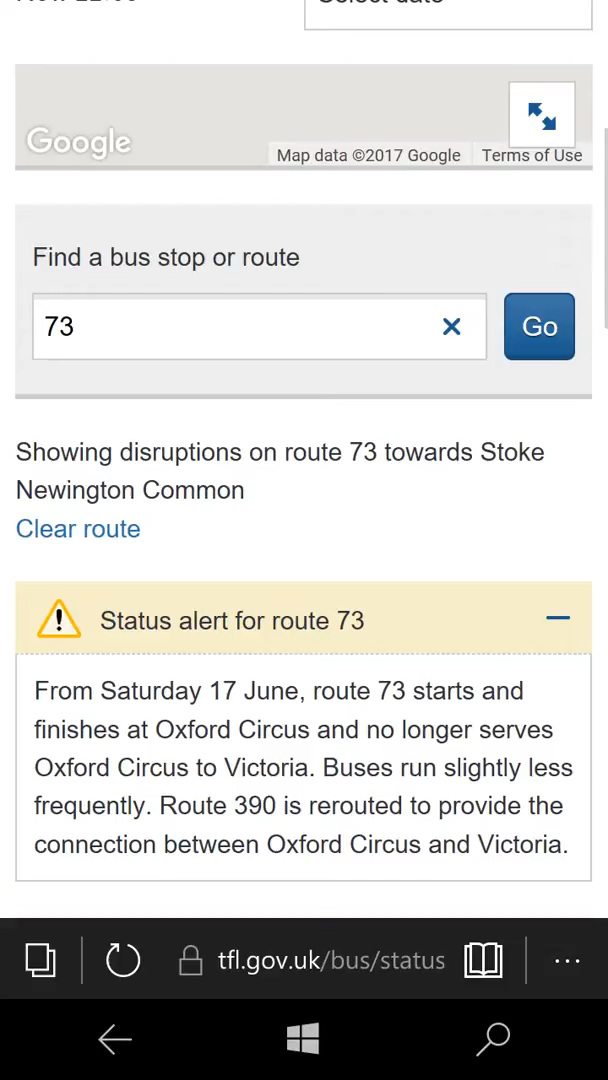 Google
Map data ©2017 Google
Terms of Use
Find a bus stop or route
73
Go
Showing disruptions on route 73 towards Stoke
Newington Common
Clear route
Status alert for route 73
From Saturday 17 June, route 73 starts and
finishes at Oxford Circus and no longer serves
Oxford Circus to Victoria. Buses run slightly less
frequently. Route 390 is rerouted to provide the
connection between Oxford Circus and Victoria.
tfl.gov.uk/bus/status